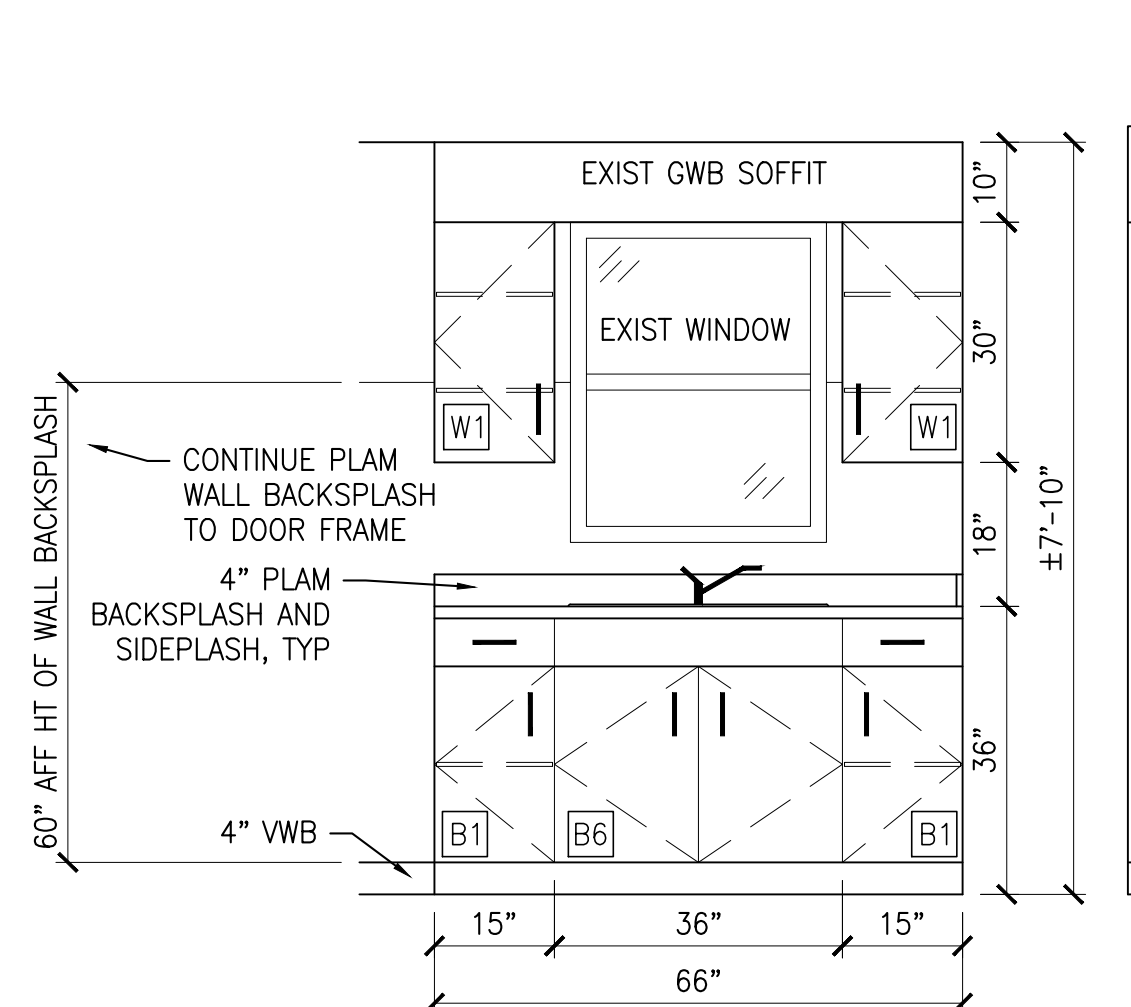 EXIST GWB SOFFIT
10”
EXIST WINDOW
30”
W1
W1
60” AFF HT OF WALL BACKSPLASH
CONTINUE PLAM
WALL BACKSPLASH
TO DOOR FRAME
18”
±7’-10”
4” PLAM
BACKSPLASH AND
SIDEPLASH, TYP
36”
4” VWB
B1
B6
B1
15”
36”
15”
66”